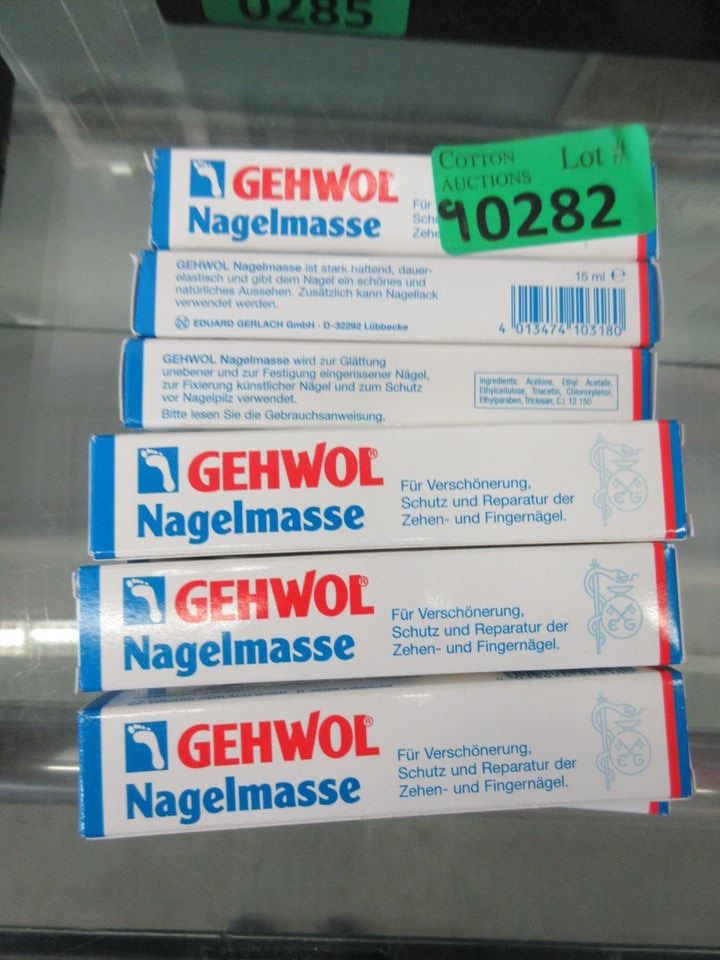 0285
COTTON Lot #
AUCTIONS
90282
GEHWOL
Nagelmasse
Für
Zehe
GEHWOL Nagelmasse ist stark haftend, dauer-
elastisch und gibt dem Nagel ein schönes und
natürliches Aussehen. Zusätzlich kann Nagellack
verwendet werden.
EDUARD GERLACH GmbH · D-32292 Lübbecke
15 ml ℮
4 013474 103180
GEHWOL Nagelmasse wird zur Glättung
unebener und zur Festigung eingerissener Nägel,
zur Fixierung künstlicher Nägel und zum Schutz
vor Nagelpilz verwendet.
Bitte lesen Sie die Gebrauchsanweisung.
Ingredients: Acetone, Ethyl Acetate,
Ethylcellulose, Triacetin, Chloroxylenol,
Ethylparaben, Triclosan, C.I. 12 150
GEHWOL®
Nagelmasse
Für Verschönerung,
Schutz und Reparatur der
Zehen- und Fingernägel.
E G
GEHWOL®
Nagelmasse
Für Verschönerung,
Schutz und Reparatur der
Zehen- und Fingernägel.
E G
GEHWOL®
Nagelmasse
Für Verschönerung,
Schutz und Reparatur der
Zehen- und Fingernägel.
E G